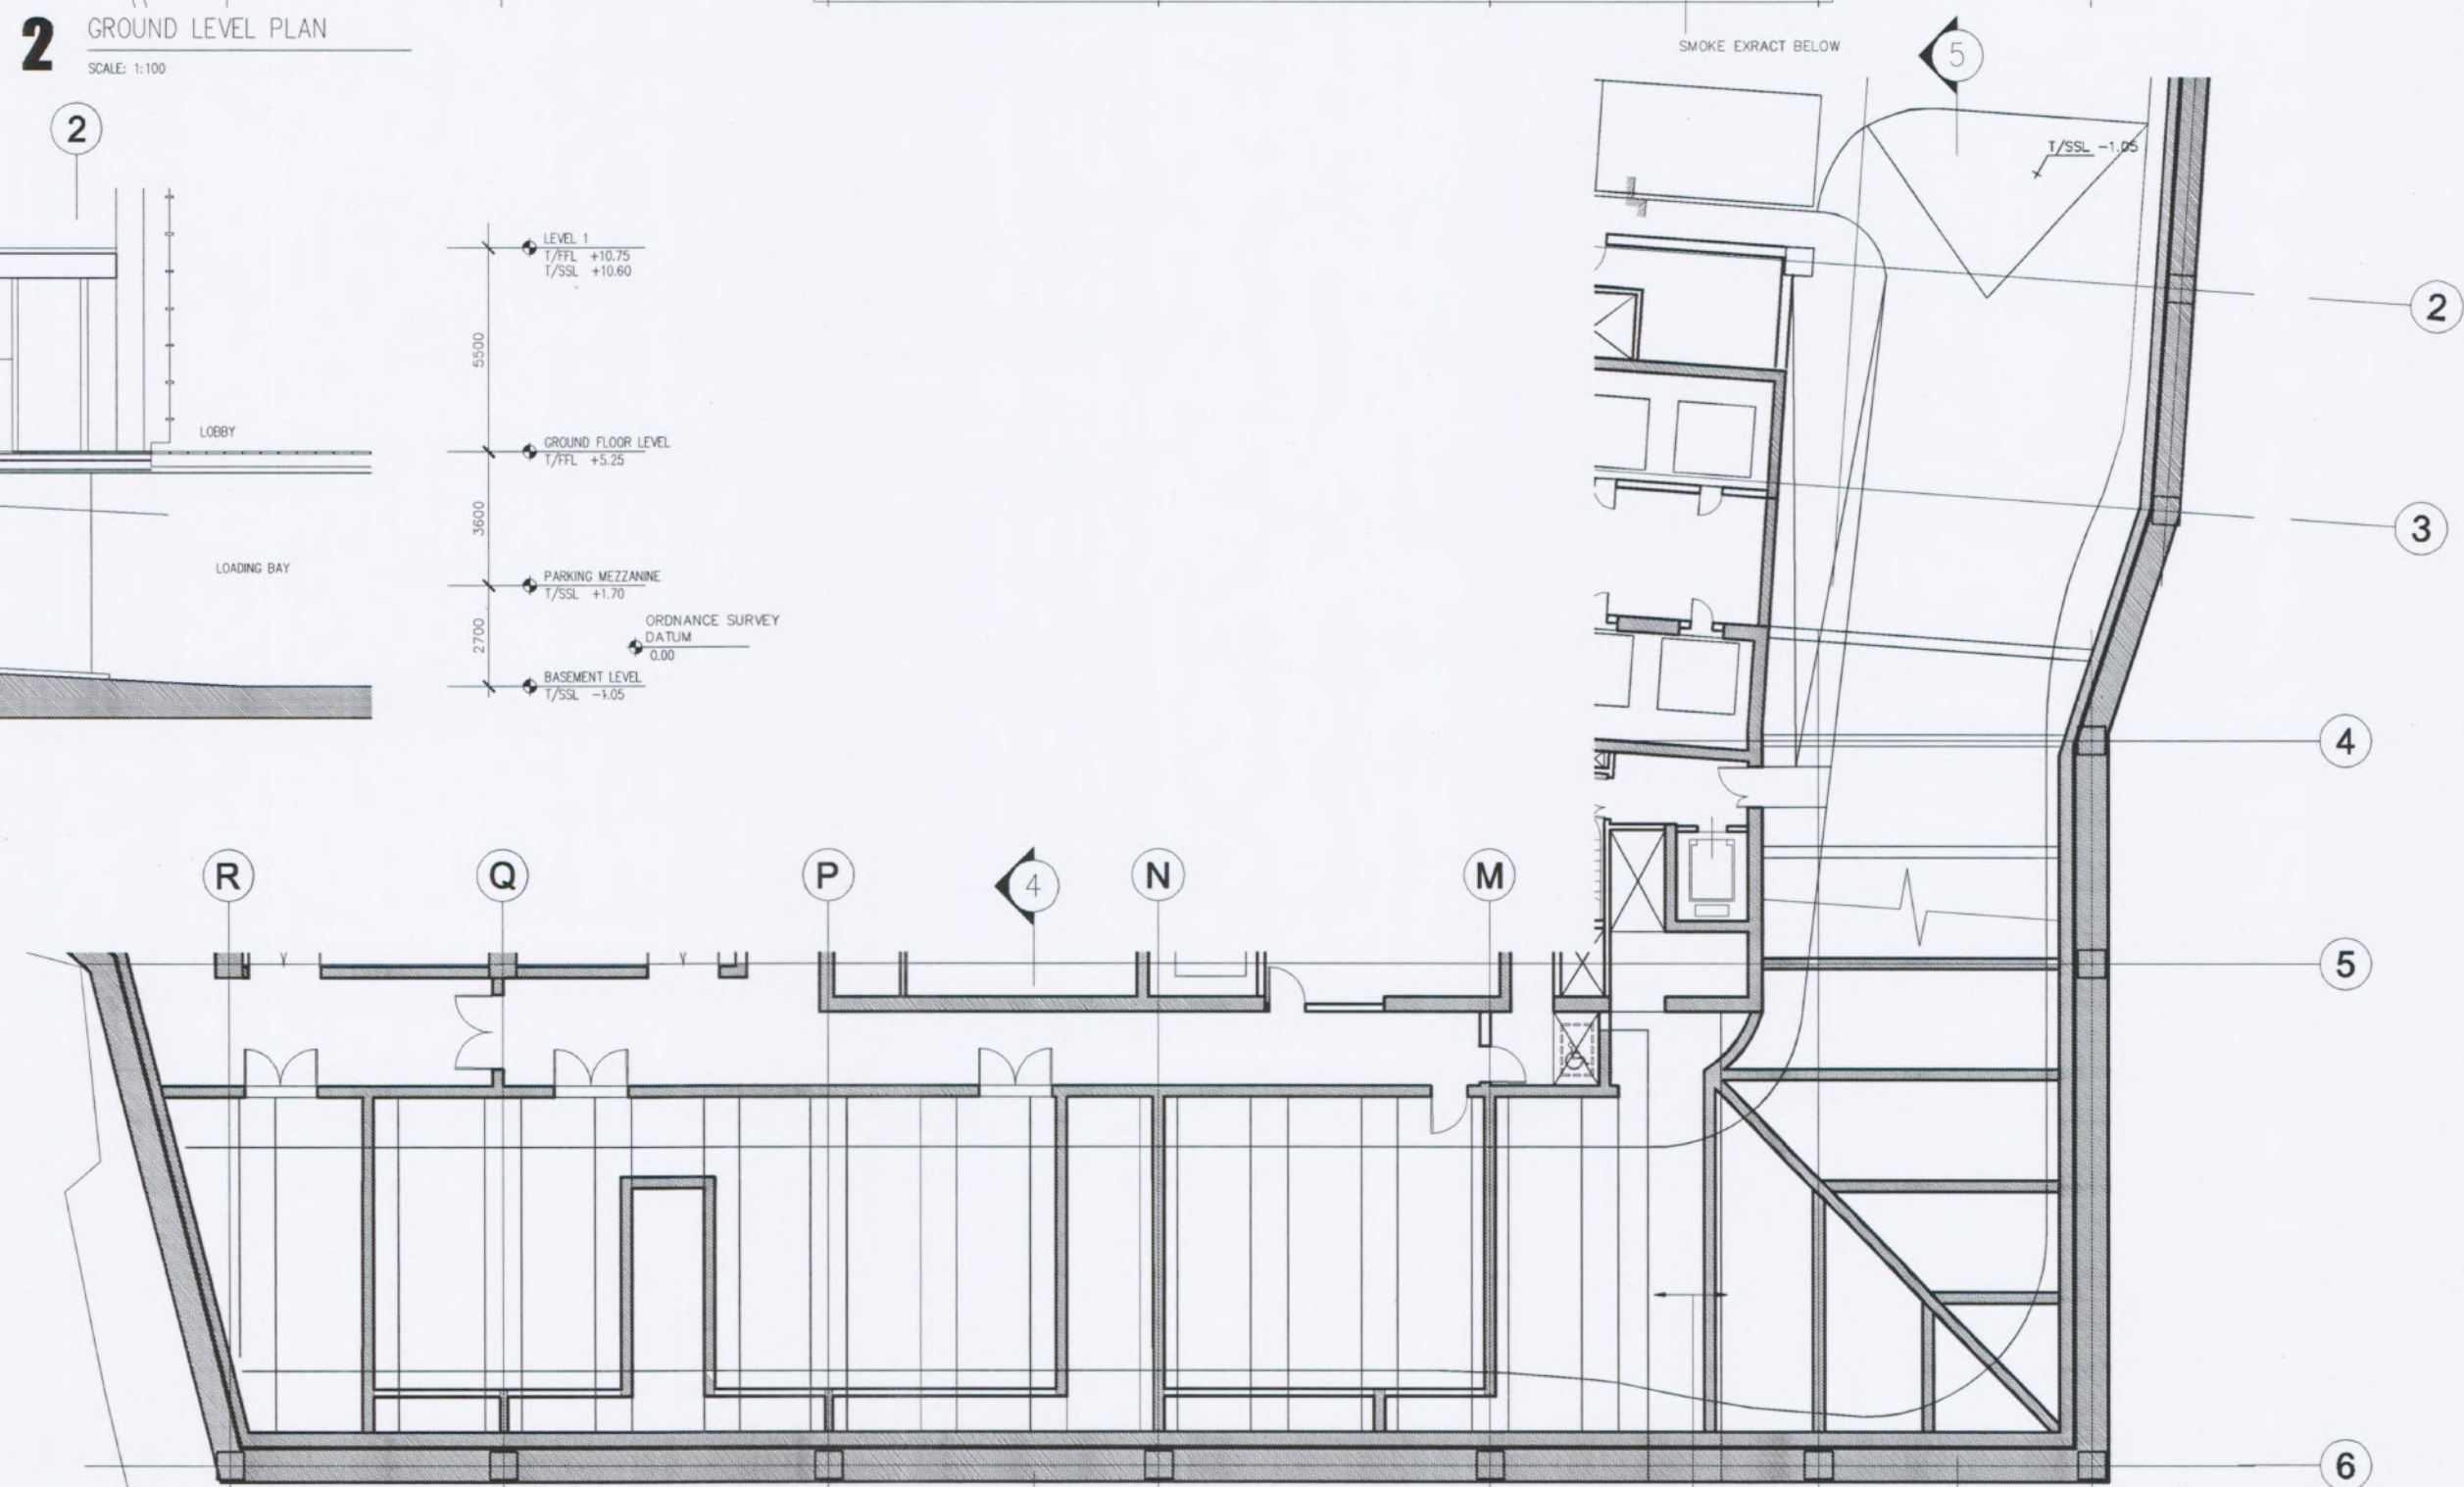 2 GROUND LEVEL PLAN
SCALE: 1:100
SMOKE EXRACT BELOW
5
2
T/SSL -1.05
LEVEL 1
T/FFL +10.75
T/SSL +10.60
2
5500
LOBBY
GROUND FLOOR LEVEL
T/FFL +5.25
3600
3
LOADING BAY
PARKING MEZZANINE
T/SSL +1.70
ORDNANCE SURVEY
DATUM
0.00
2700
BASEMENT LEVEL
T/SSL -1.05
4
R Q P 4 N M
5
6